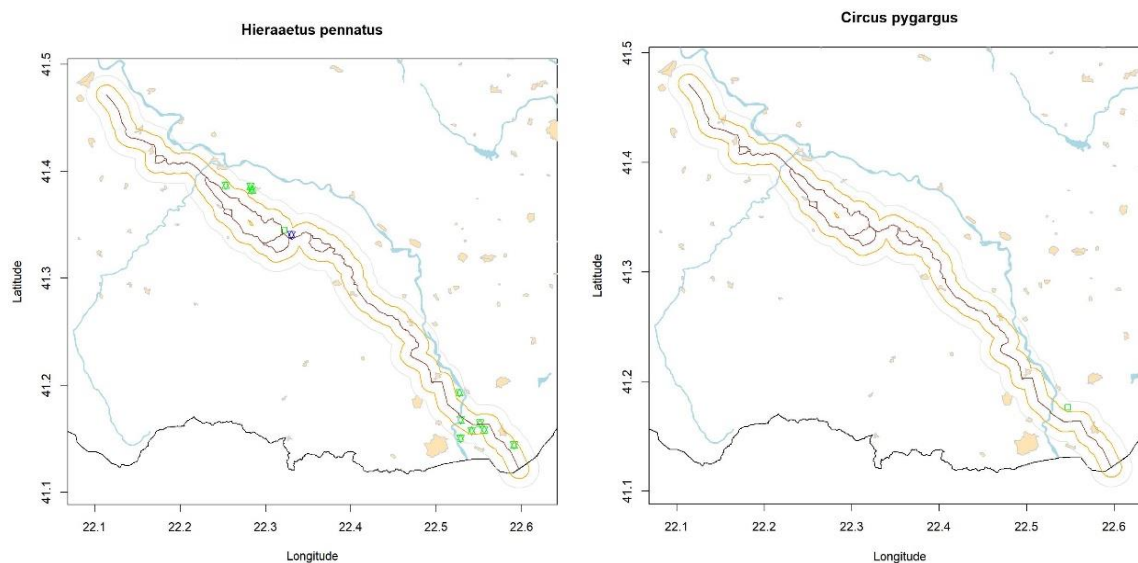 Hieraaetus pennatus
41.5
41.4
41.3
41.2
41.1
Latitude
22.1 22.2 22.3 22.4 22.5 22.6
Longitude
Circus pygargus
41.5
41.4
41.3
41.2
41.1
Latitude
22.1 22.2 22.3 22.4 22.5 22.6
Longitude